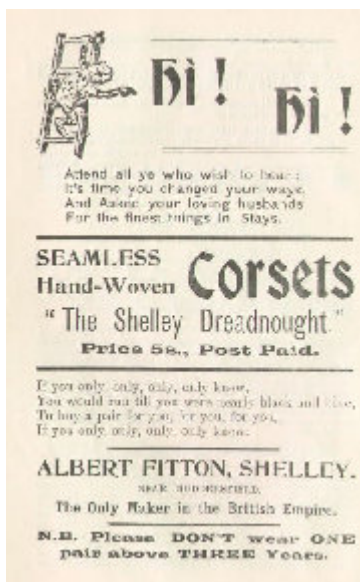 Hi !
Hi !
Attend all ye who wish to hear:
It's time you changed your ways
And Asked your loving husbands
For the finest things in Stays.
SEAMLESS
Hand-Woven Corsets
"The Shelley Dreadnought."
Price 5s., Post Paid.
If you only, only, only, only knew,
You would run till you were nearly black and blue,
To buy a pair for you, for you, for you,
If you only, only, only, only knew.
ALBERT FITTON, SHELLEY.
NEAR HUDDERSFIELD.
The Only Maker in the British Empire.
N.B. Please DON'T wear ONE
pair above THREE Years.